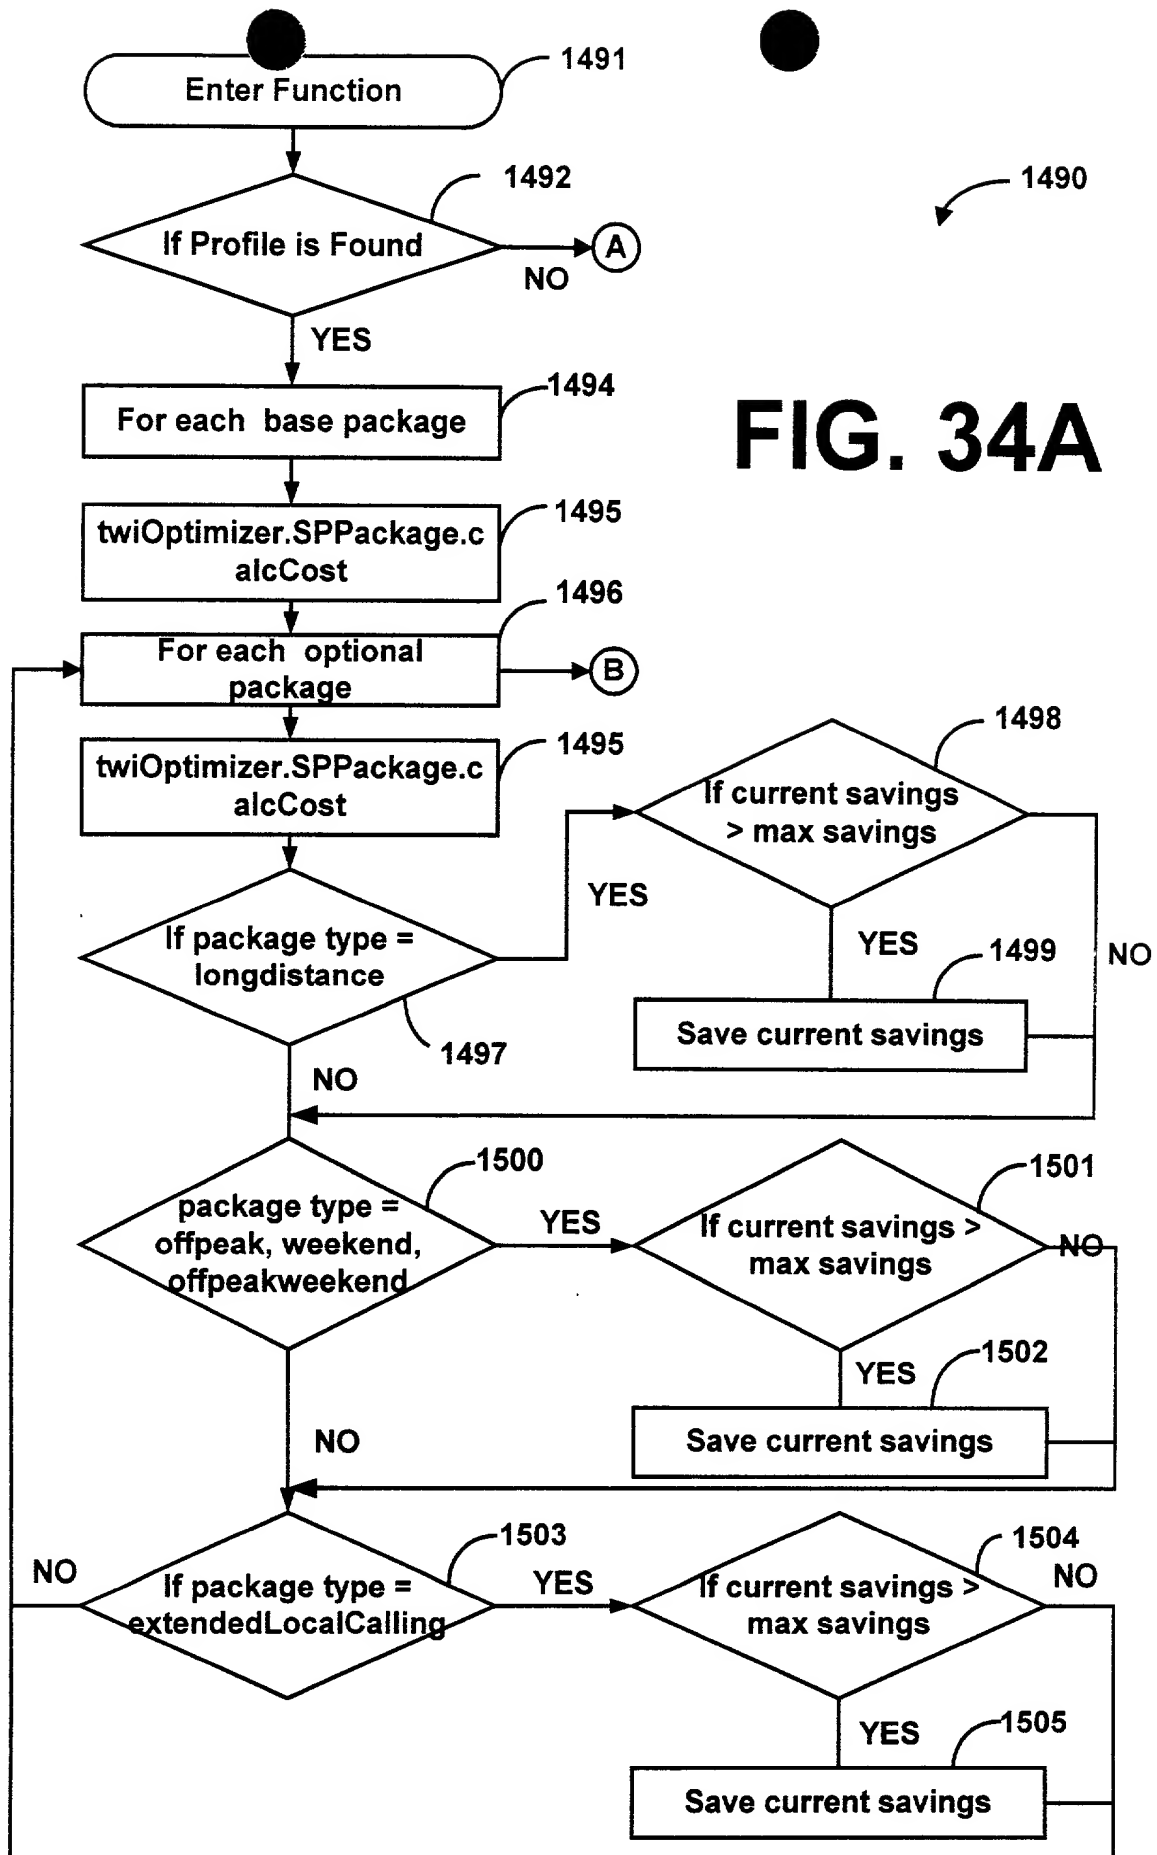 1491
Enter Function
1492
1490
If Profile is Found
A
NO
YES
1494
For each base package
FIG. 34A
1495
twiOptimizer.SPPackage.c
alcCost
1496
For each optional
package
B
1495
twiOptimizer.SPPackage.c
alcCost
1498
If current savings
> max savings
YES
If package type =
longdistance
YES
1499
NO
Save current savings
1497
NO
1500
package type =
offpeak, weekend,
offpeakweekend
YES
1501
If current savings >
max savings
NO
YES
1502
Save current savings
NO
1503
NO
If package type =
extendedLocalCalling
YES
1504
If current savings >
max savings
NO
YES
1505
Save current savings